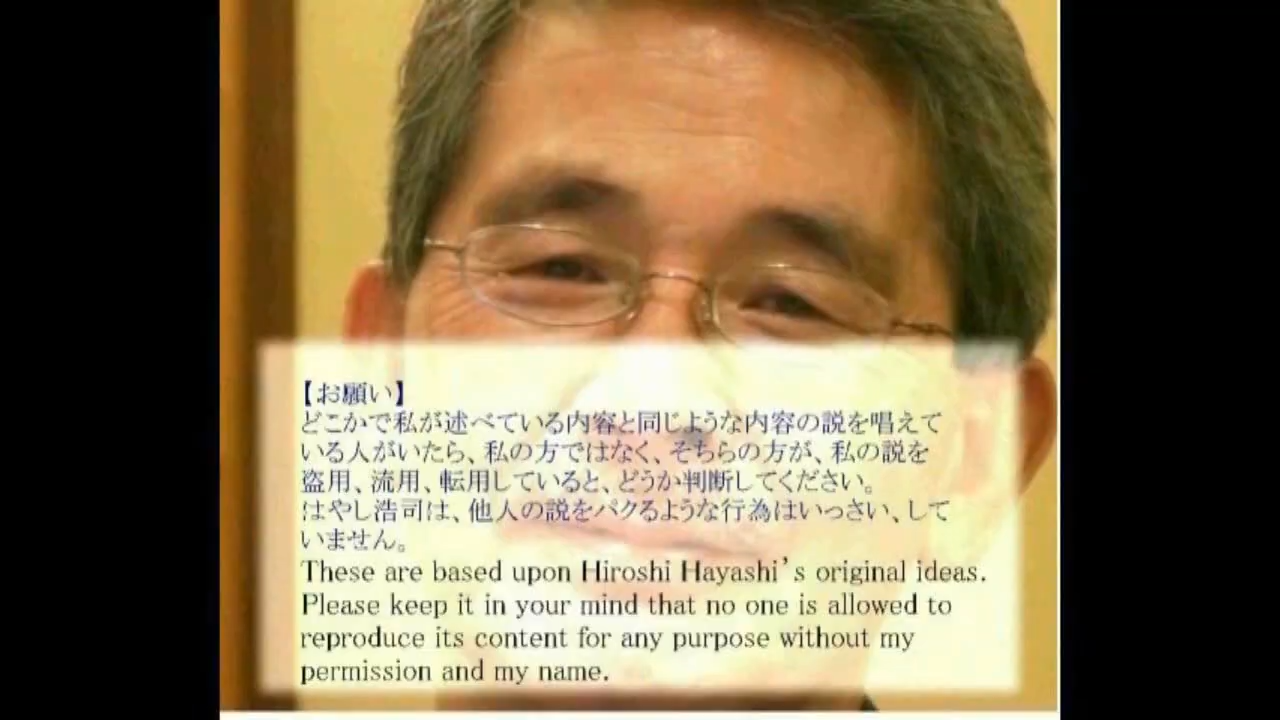 【お願い】
どこかで私が述べている内容と同じような内容の説を唱えて
いる人がいたら、私の方ではなく、そちらの方が、私の説を
盗用、流用、転用していると、どうか判断してください。
はやし浩司は、他人の説をパクるような行為はいっさい、して
いません。
These are based upon Hiroshi Hayashi’s original ideas.
Please keep it in your mind that no one is allowed to
reproduce its content for any purpose without my
permission and my name.